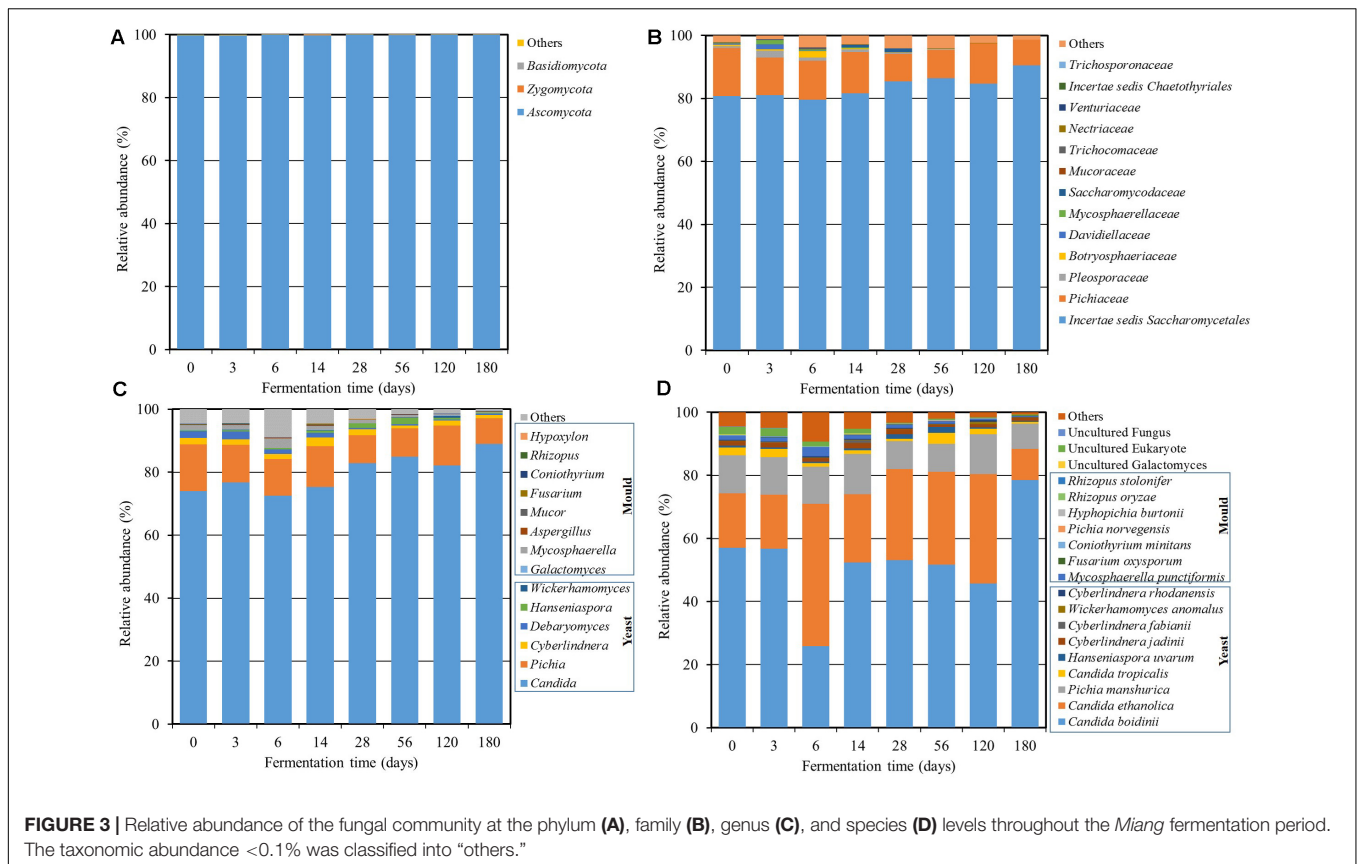 A
Relative abundance (%)
100
80
60
40
20
0
0 3 6 14 28 56 120 180
Fermentation time (days)
Others
Basidiomycota
Zygomycota
Ascomycota
B
Relative abundance (%)
100
80
60
40
20
0
0 3 6 14 28 56 120 180
Fermentation time (days)
Others
Trichosporonaceae
Incertae sedis Chaetothyriales
Venturiaceae
Nectriaceae
Trichocomaceae
Mucoraceae
Saccharomycodaceae
Mycosphaerellaceae
Davidiellaceae
Botryosphaeriaceae
Pleosporaceae
Pichiaceae
Incertae sedis Saccharomycetales
C
Relative abundance (%)
100
80
60
40
20
0
0 3 6 14 28 56 120 180
Fermentation time (days)
Others
Hypoxylon
Rhizopus
Coniothyrium
Fusarium
Mucor
Aspergillus
Mycosphaerella
Galactomyces
Mould
Wickerhamomyces
Hanseniaspora
Debaryomyces
Cyberlindnera
Pichia
Candida
Yeast
D
Relative abundance (%)
100
80
60
40
20
0
0 3 6 14 28 56 120 180
Fermentation time (days)
Others
Uncultured Fungus
Uncultured Eukaryote
Uncultured Galactomyces
Rhizopus stolonifer
Rhizopus oryzae
Hyphopichia burtonii
Pichia norvegensis
Coniothyrium minitans
Fusarium oxysporum
Mycosphaerella punctiformis
Mould
Cyberlindnera rhodanensis
Wickerhamomyces anomalus
Cyberlindnera fabianii
Cyberlindnera jadinii
Hanseniaspora uvarum
Candida tropicalis
Pichia manshurica
Candida ethanolica
Candida boidinii
Yeast
FIGURE 3 | Relative abundance of the fungal community at the phylum (A), family (B), genus (C), and species (D) levels throughout the Miang fermentation period.
The taxonomic abundance <0.1% was classified into “others.”